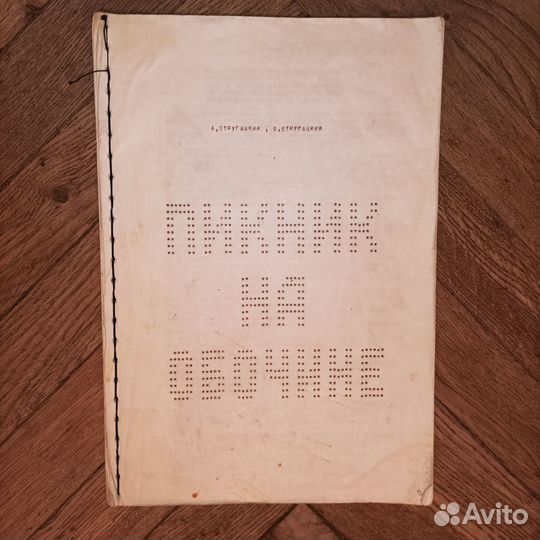 А.СТРУГАЦКИЙ , Б.СТРУГАЦКИЙ
ПИКНИК
НА
ОБОЧИНЕ
Avito